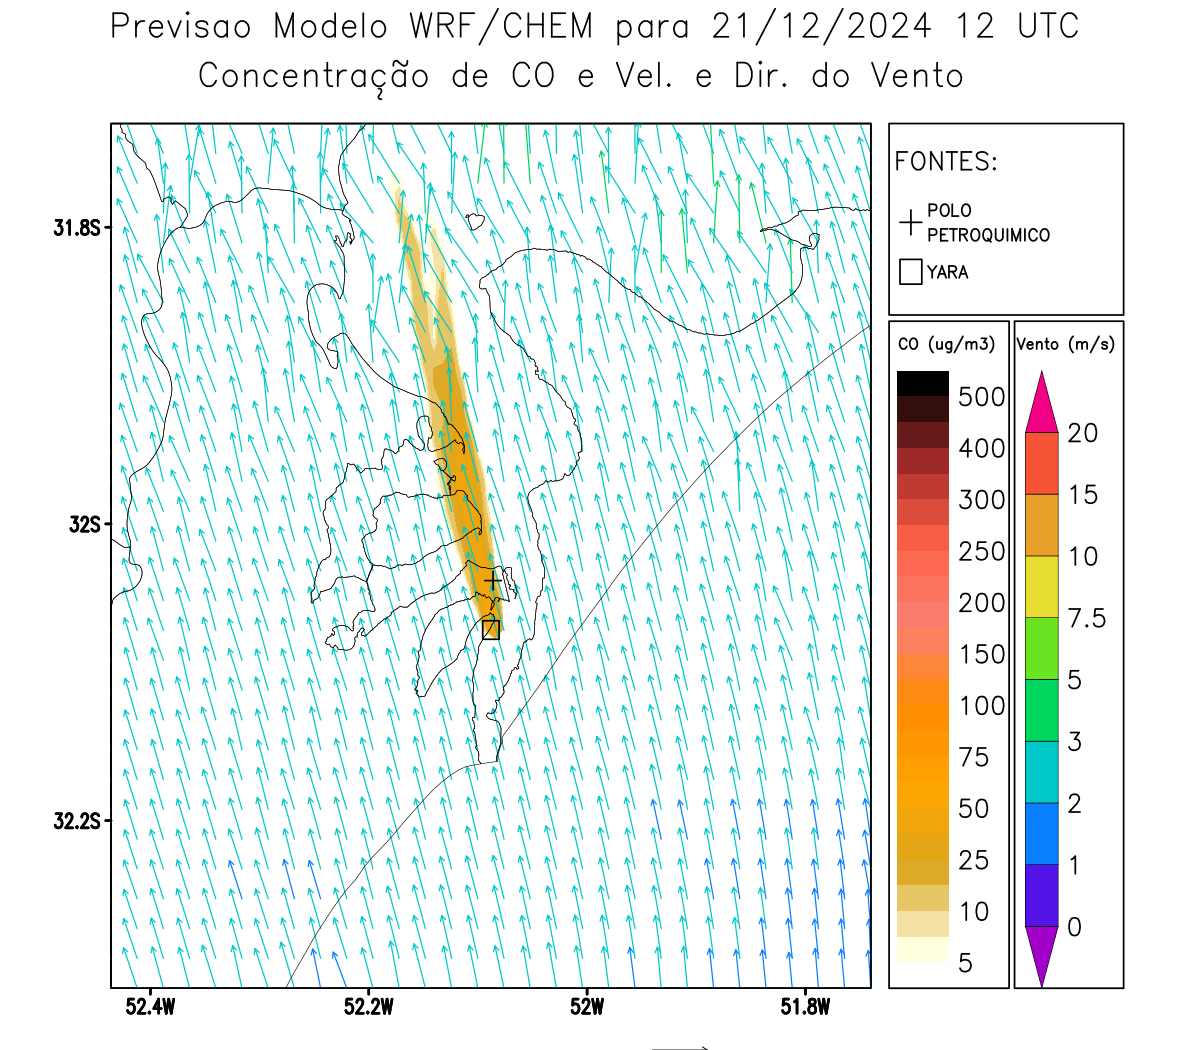 Previsao Modelo WRF/CHEM para 21/12/2024 12 UTC
Concentração de CO e Vel. e Dir. do Vento
FONTES:
POLO
PETROQUIMICO
YARA
31.8S
32S
32.2S
52.4W
52.2W
52W
51.8W
CO (ug/m3)
500
400
300
250
200
150
100
75
50
25
10
5
Vento (m/s)
20
15
10
7.5
5
3
2
1
0